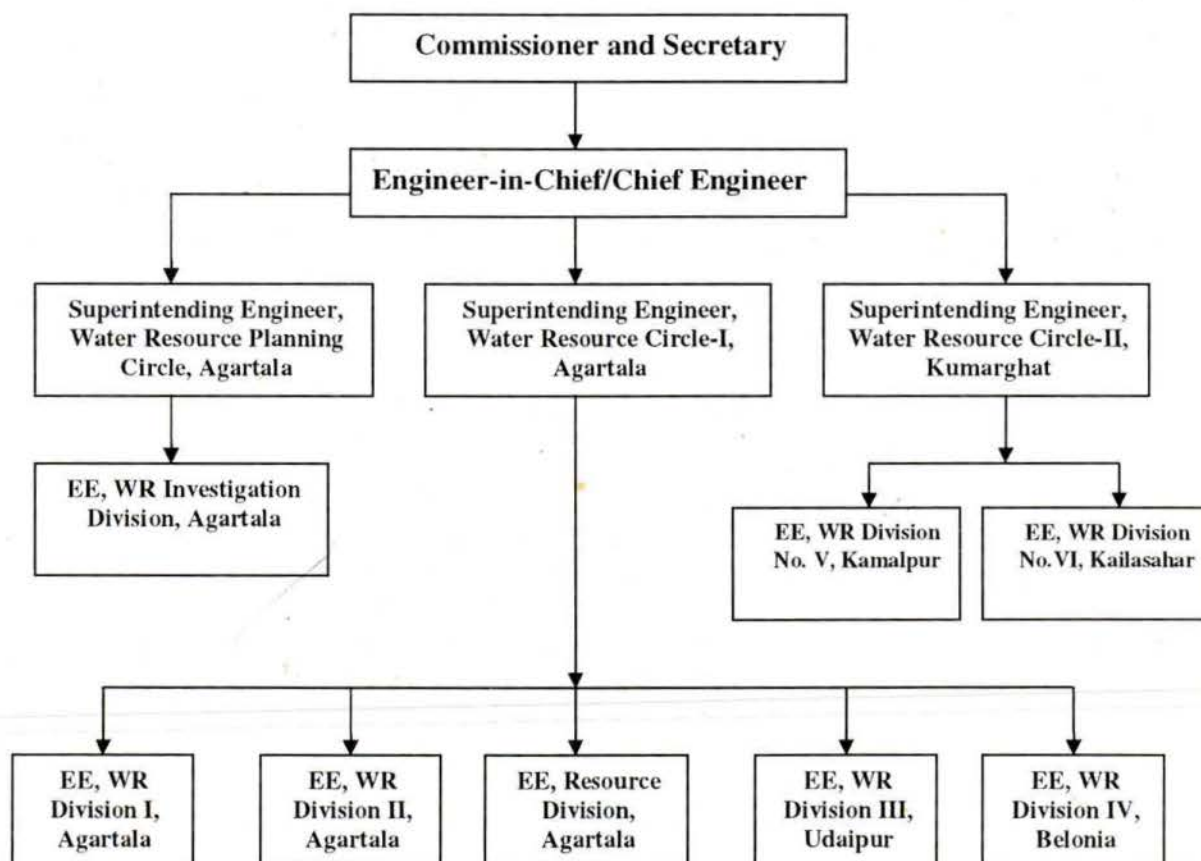 Commissioner and Secretary
Engineer-in-Chief/Chief Engineer
Superintending Engineer,
Water Resource Planning
Circle, Agartala
Superintending Engineer,
Water Resource Circle-I,
Agartala
Superintending Engineer,
Water Resource Circle-II,
Kumarghat
EE, WR Investigation
Division, Agartala
EE, WR Division
No. V, Kamalpur
EE, WR Division
No.VI, Kailasahar
EE, WR
Division I,
Agartala
EE, WR
Division II,
Agartala
EE, Resource
Division,
Agartala
EE, WR
Division III,
Udaipur
EE, WR
Division IV,
Belonia